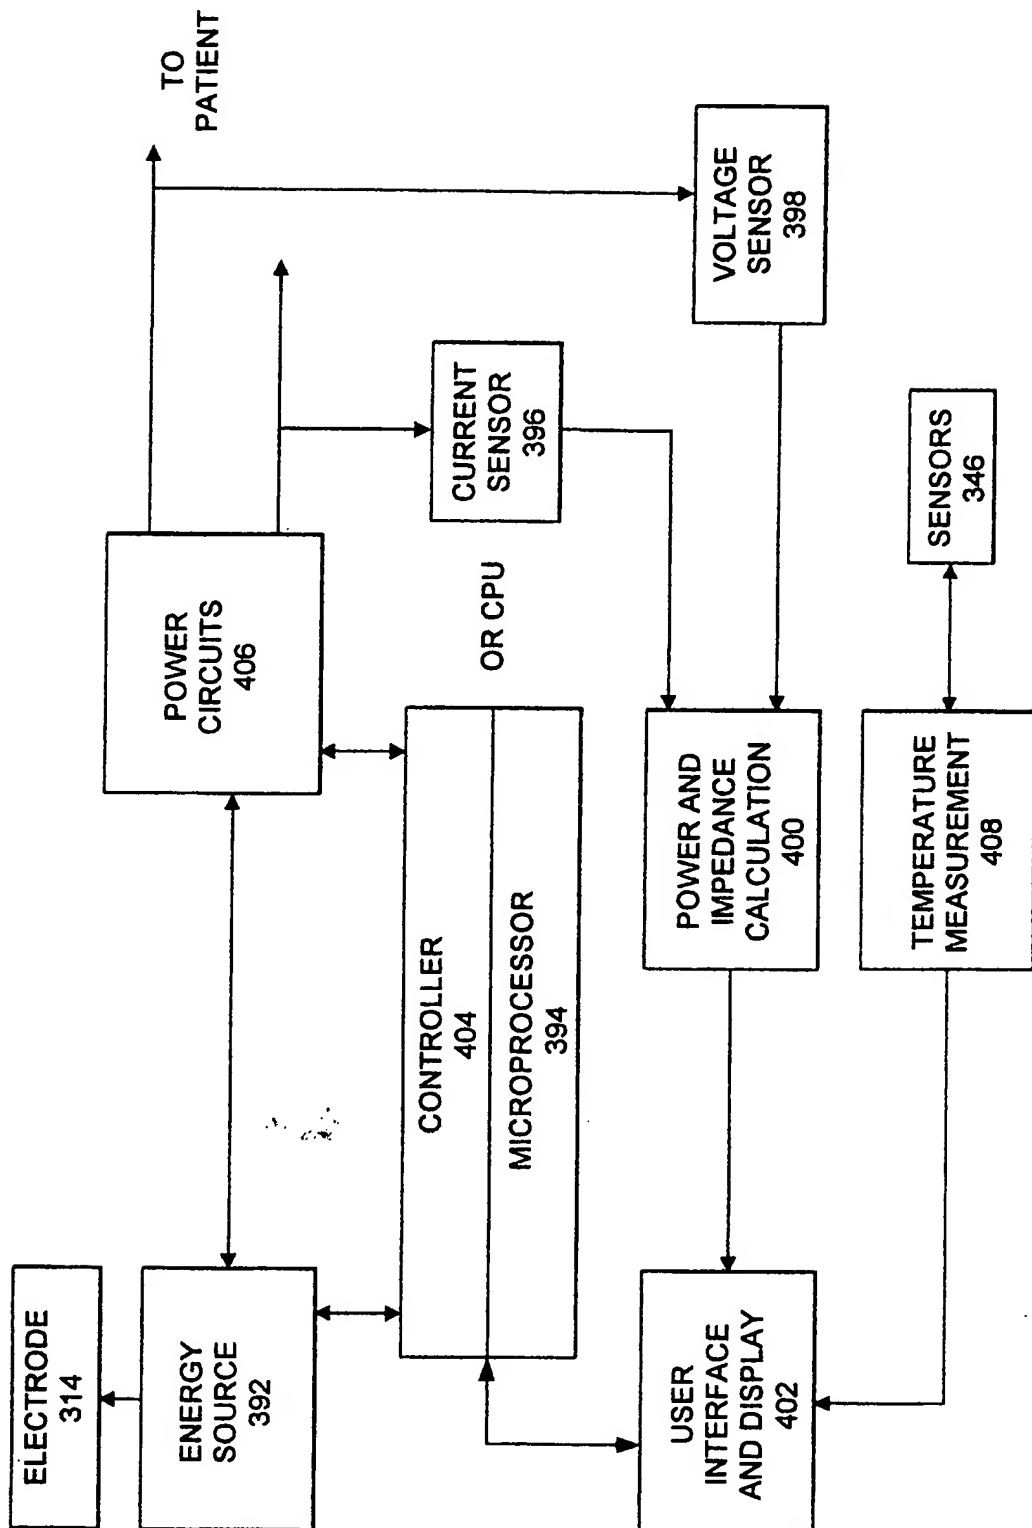 ELECTRODE
314
ENERGY
SOURCE
392
POWER
CIRCUITS
406
TO
PATIENT
CONTROLLER
404
MICROPROCESSOR
394
OR CPU
CURRENT
SENSOR
396
VOLTAGE
SENSOR
398
USER
INTERFACE
AND DISPLAY
402
POWER AND
IMPEDANCE
CALCULATION
400
TEMPERATURE
MEASUREMENT
408
SENSORS
346